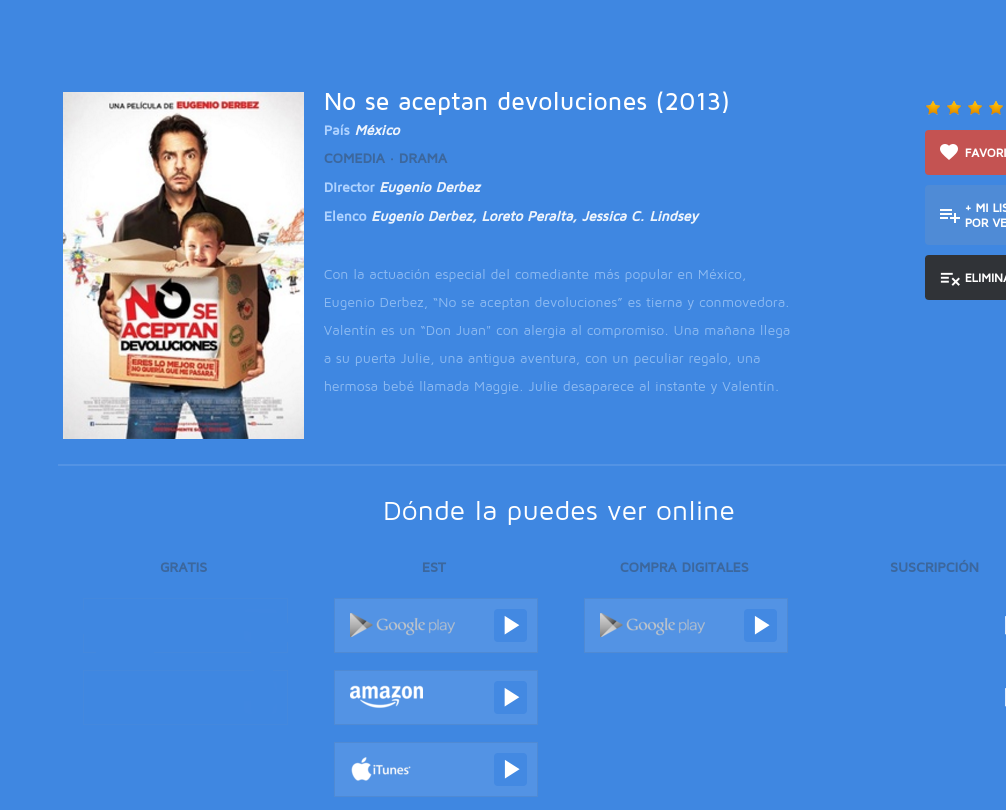 UNA PELÍCULA DE EUGENIO DERBEZ
NO SE
ACEPTAN
DEVOLUCIONES
ERES LO MEJOR QUE
NO QUERÍA QUE ME PASARA
No se aceptan devoluciones (2013)
País México
COMEDIA · DRAMA
Director Eugenio Derbez
Elenco Eugenio Derbez, Loreto Peralta, Jessica C. Lindsey
Con la actuación especial del comediante más popular en México,
Eugenio Derbez, “No se aceptan devoluciones” es tierna y conmovedora.
Valentín es un “Don Juan” con alergia al compromiso. Una mañana llega
a su puerta Julie, una antigua aventura, con un peculiar regalo, una
hermosa bebé llamada Maggie. Julie desaparece al instante y Valentín.
FAVORI
+ MI LIS
POR VE
ELIMINA
Dónde la puedes ver online
GRATIS
EST
COMPRA DIGITALES
SUSCRIPCIÓN
Google play
Google play
amazon
iTunes